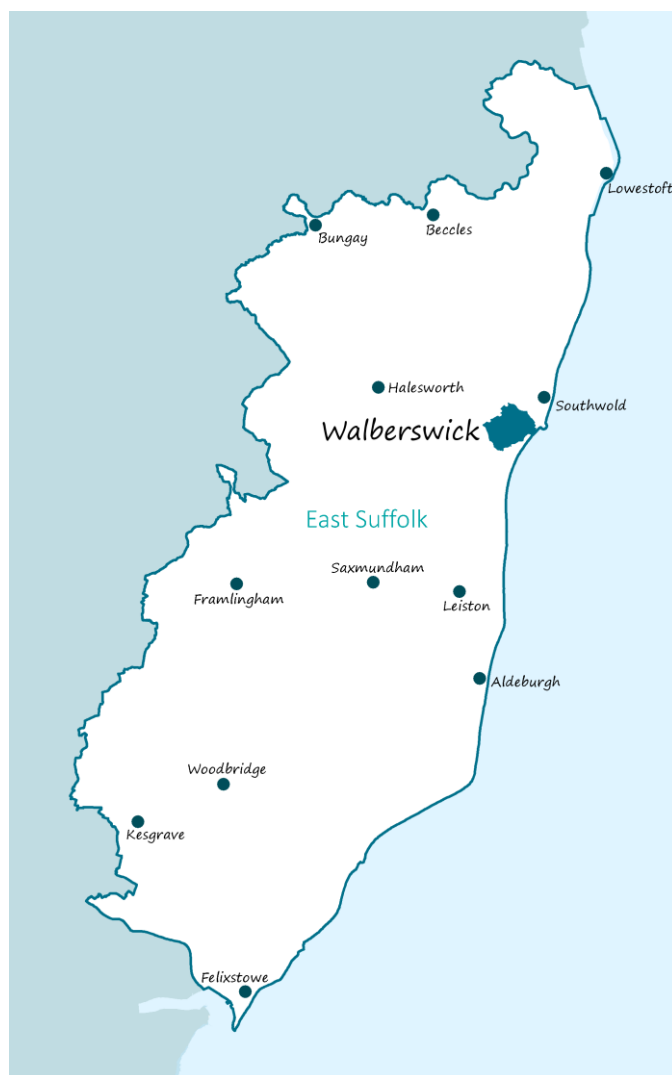 Lowestoft
Beccles
Bungay
Halesworth
Southwold
Walberswick
East Suffolk
Saxmundham
Framlingham
Leiston
Aldeburgh
Woodbridge
Kesgrave
Felixstowe